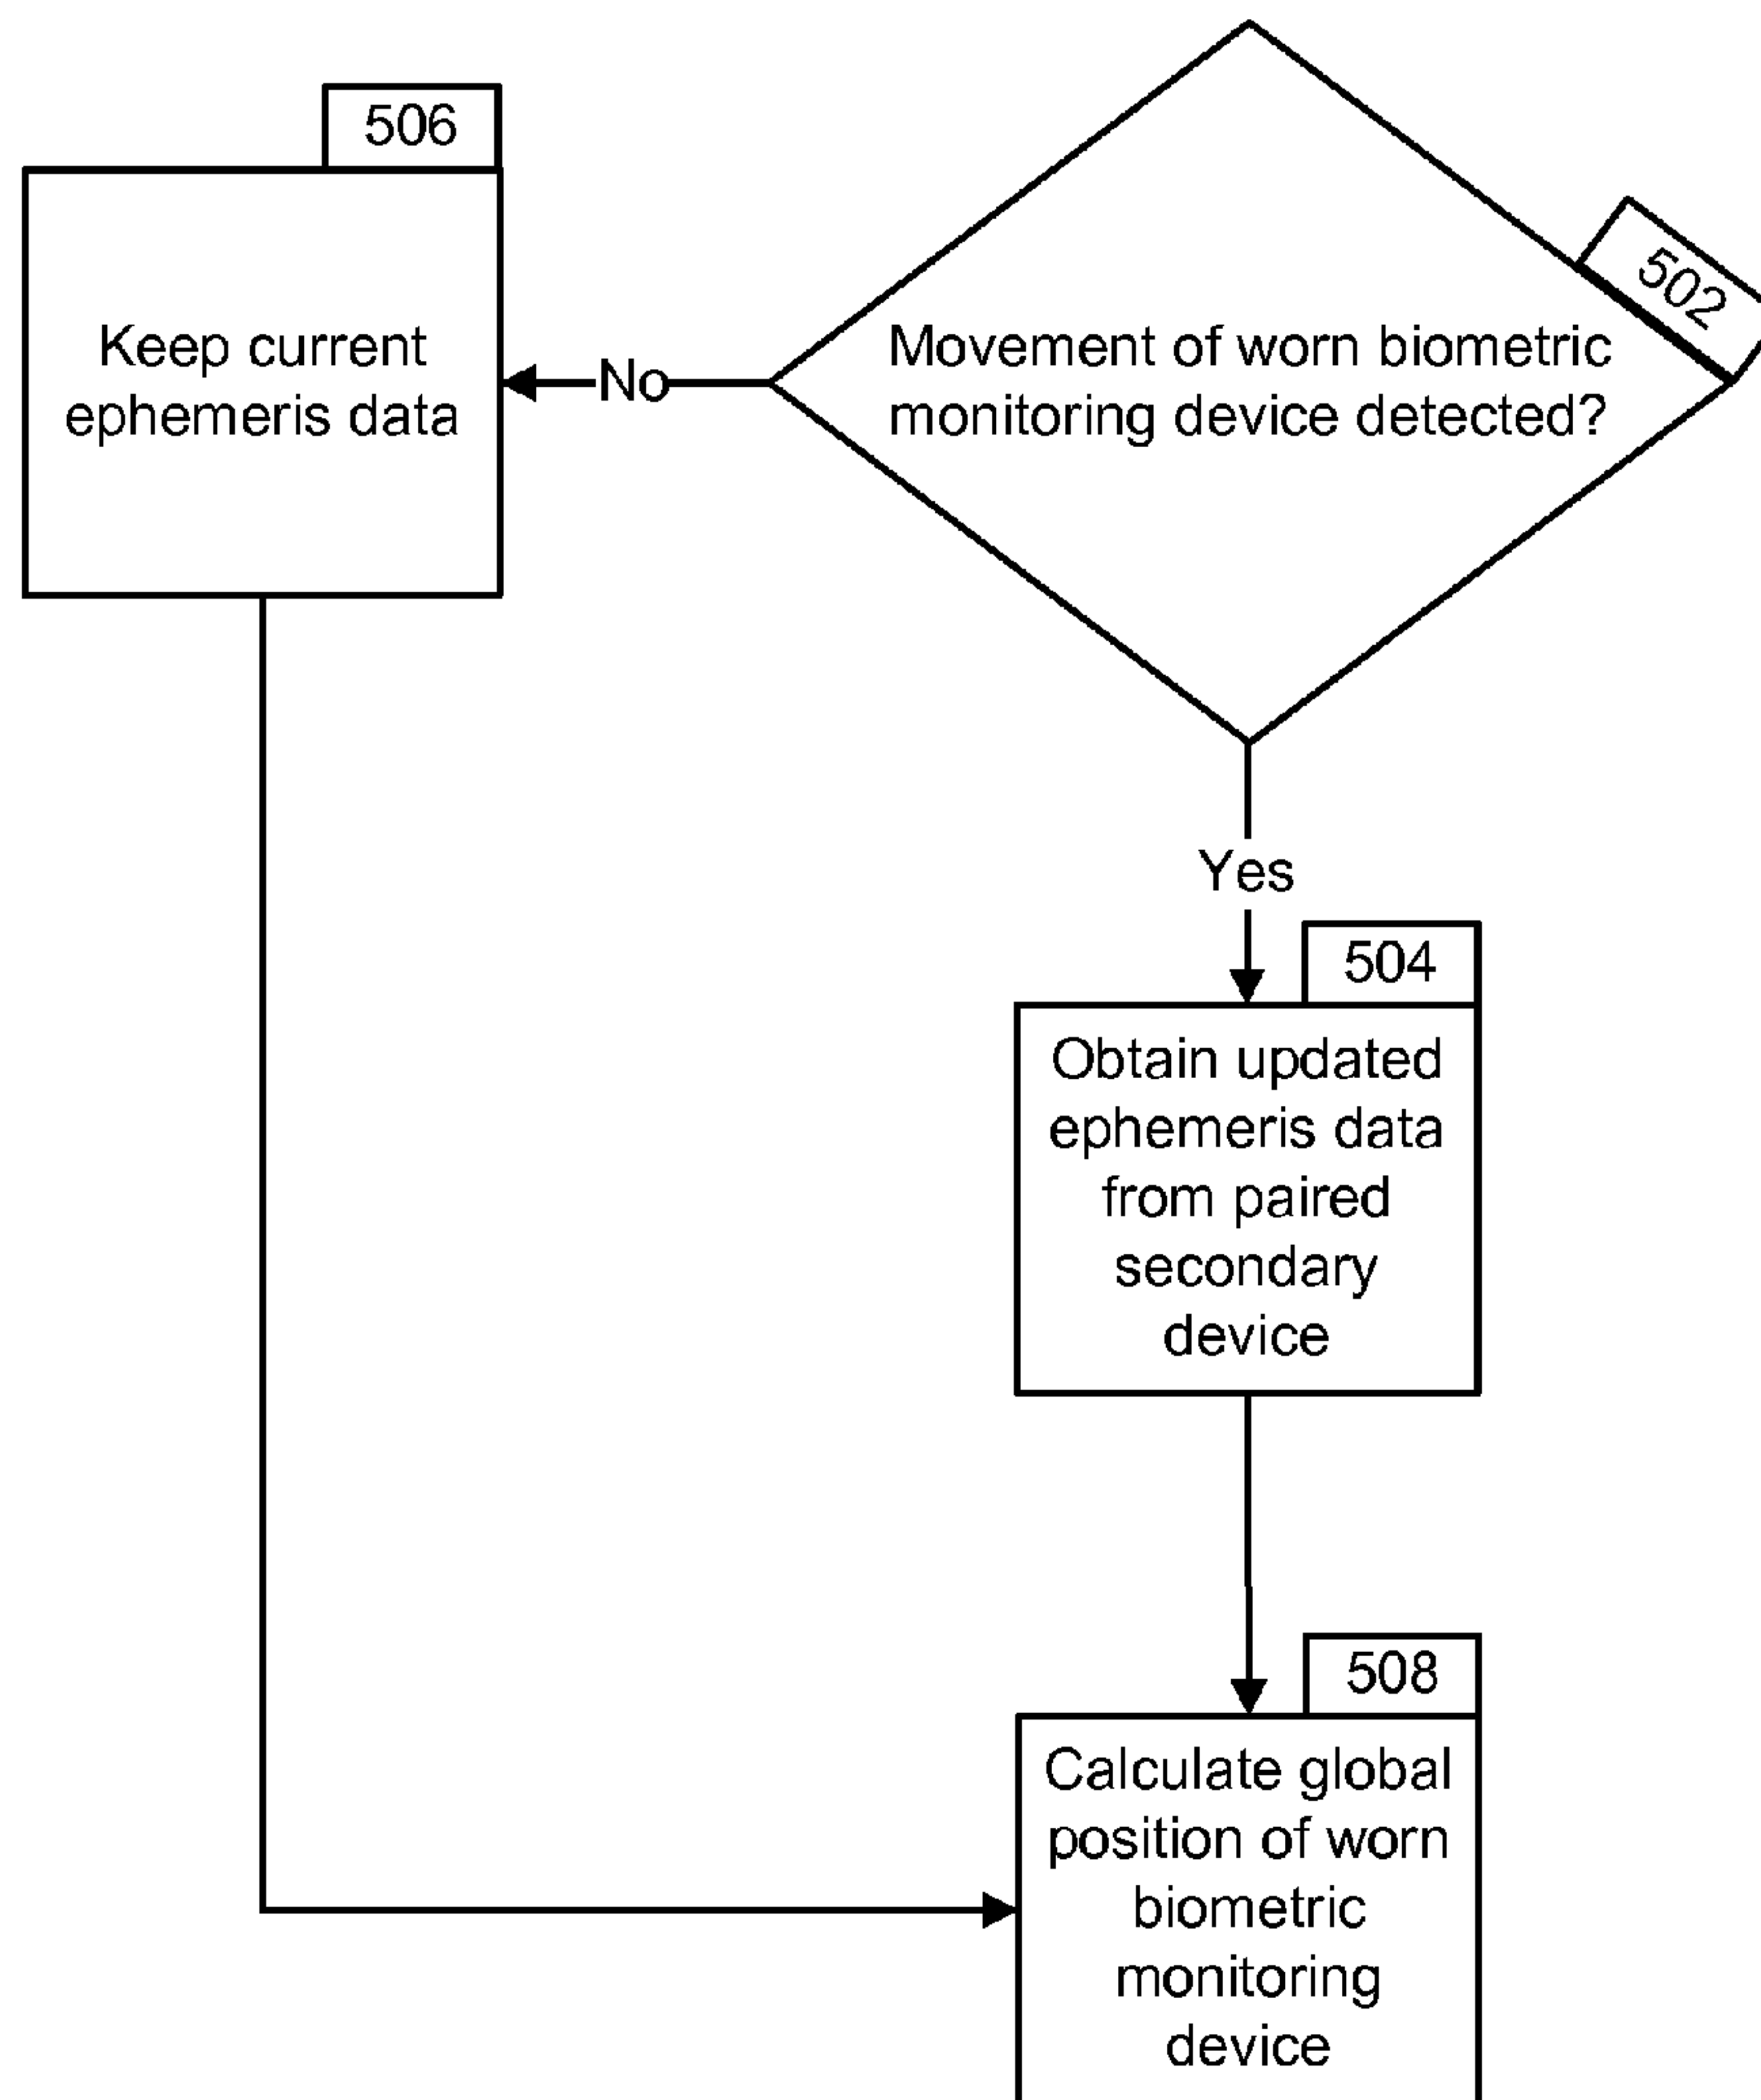 502
Movement of worn biometric
monitoring device detected?
No
506
Keep current
ephemeris data
Yes
504
Obtain updated
ephemeris data
from paired
secondary
device
508
Calculate global
position of worn
biometric
monitoring
device